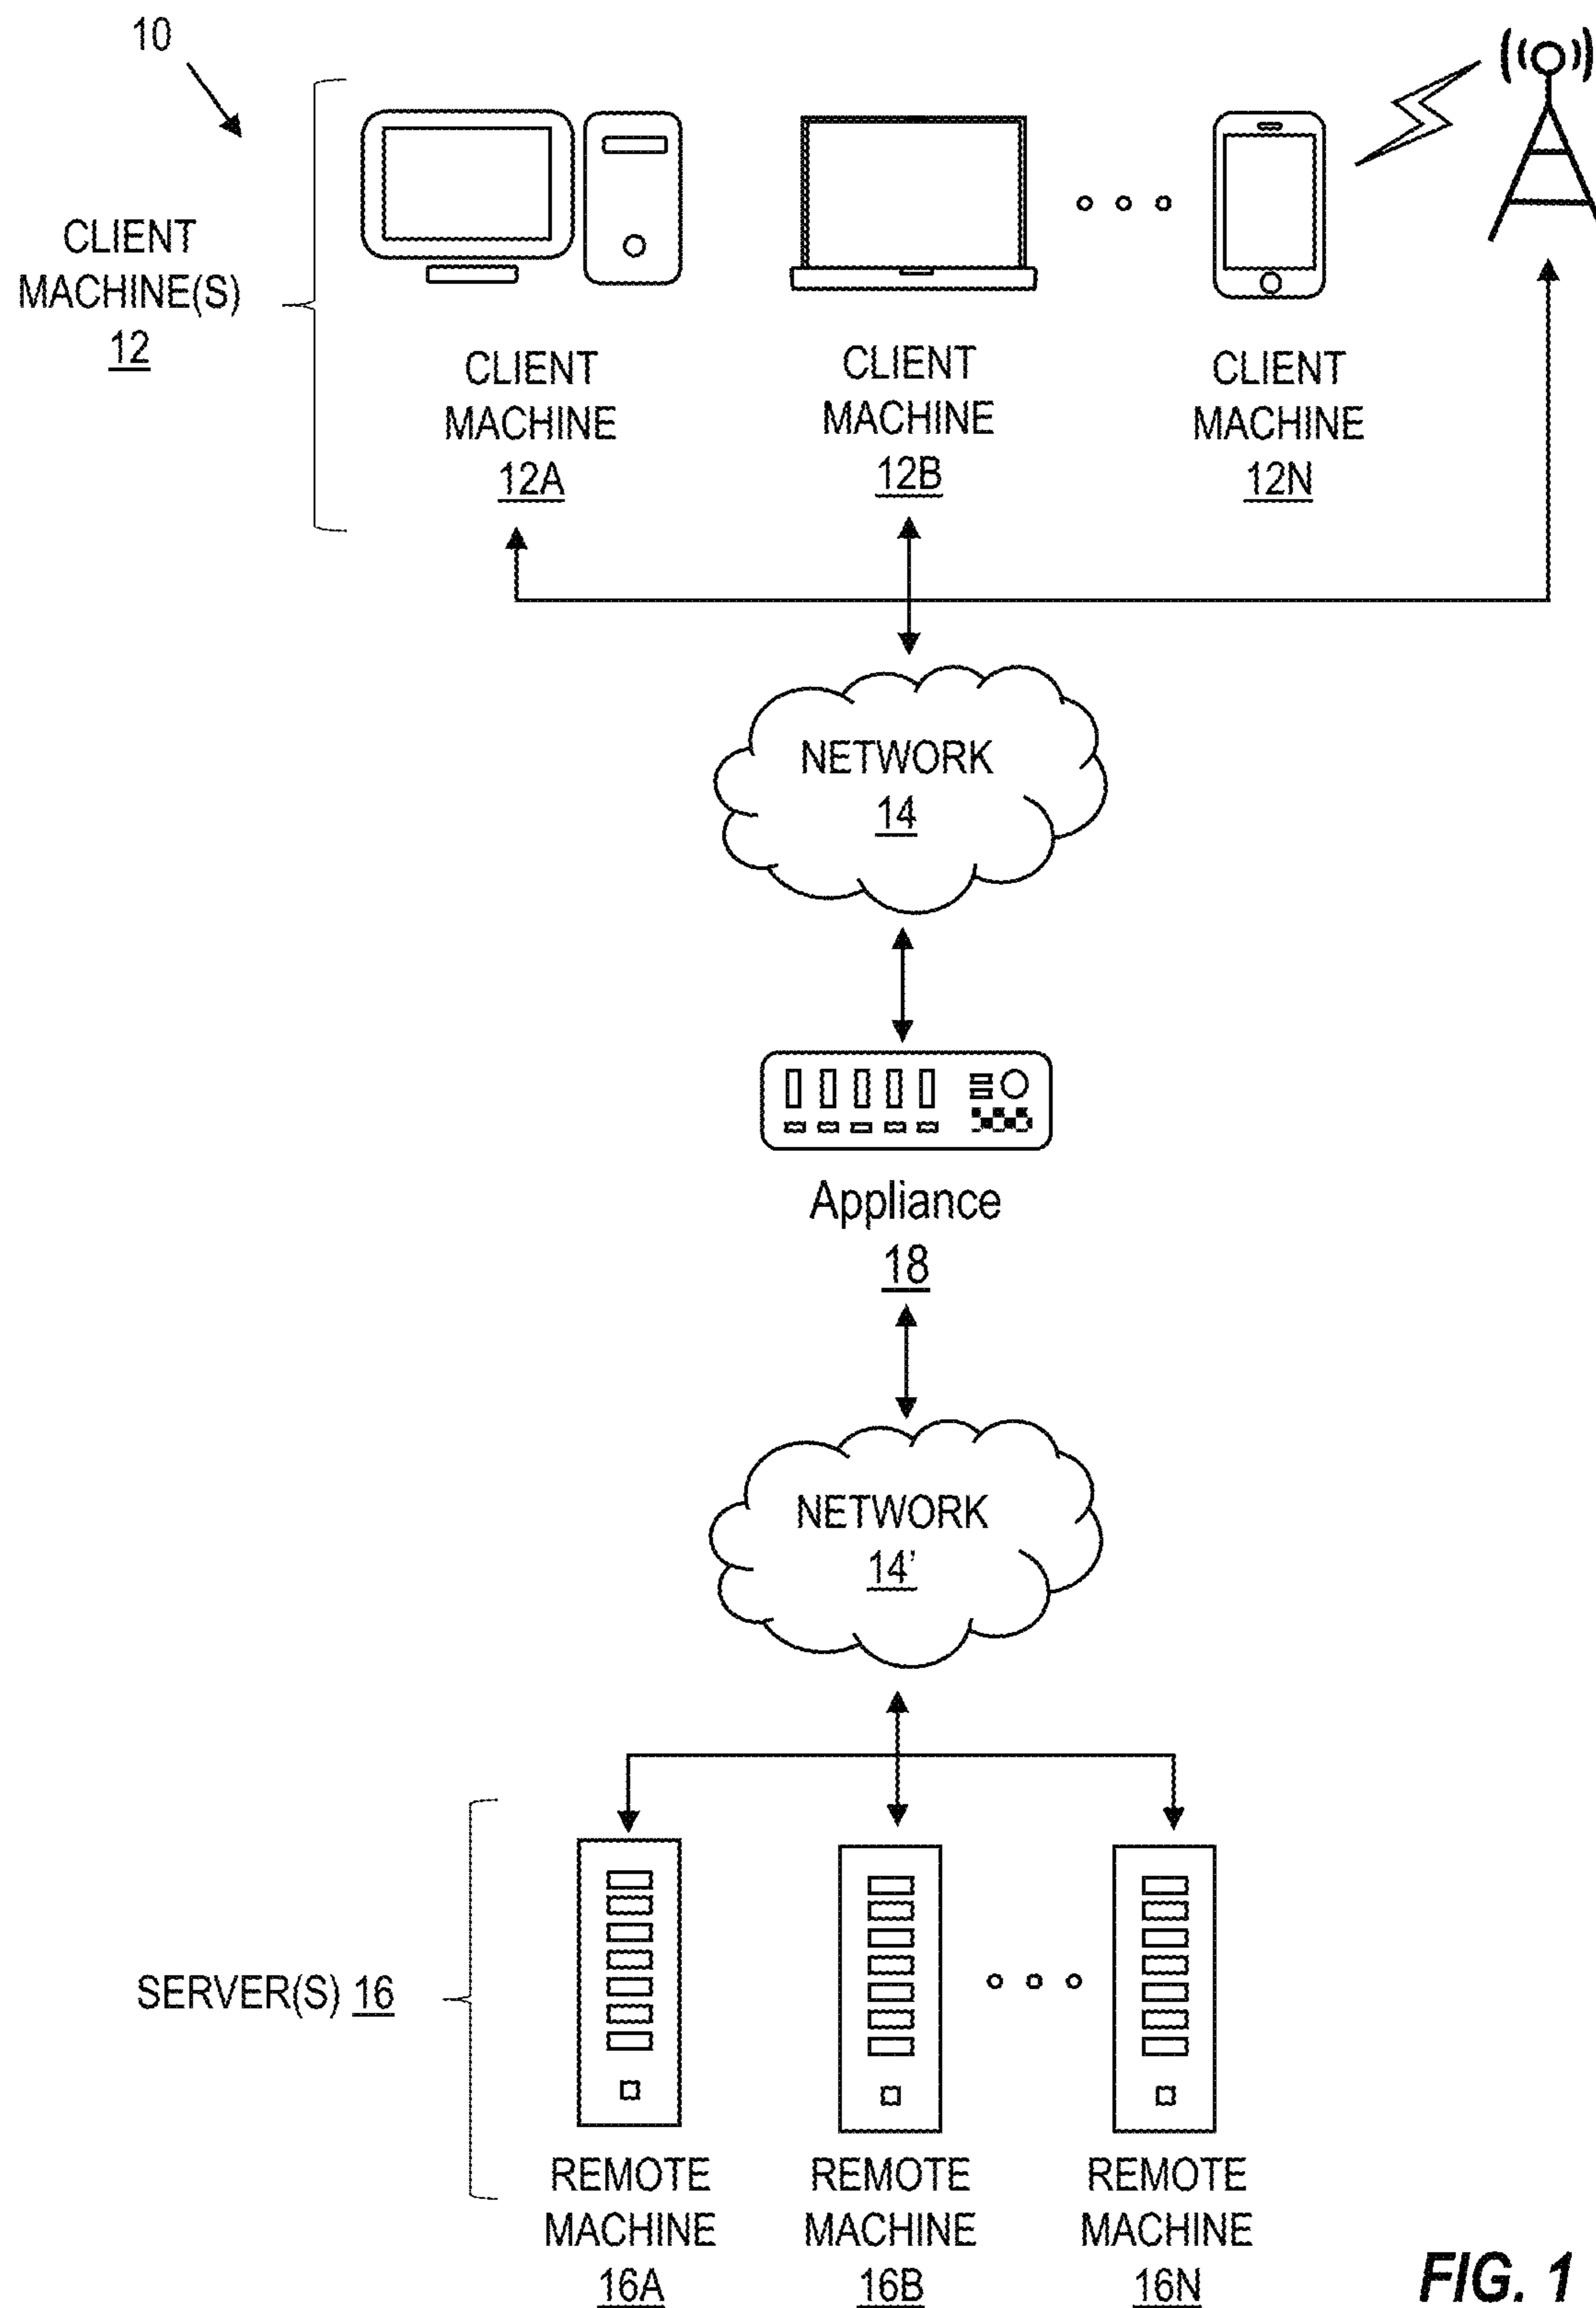 10
CLIENT
MACHINE(S)
12
CLIENT
MACHINE
12A
CLIENT
MACHINE
12B
CLIENT
MACHINE
12N
NETWORK
14
Appliance
18
NETWORK
14'
SERVER(S) 16
REMOTE
MACHINE
16A
REMOTE
MACHINE
16B
REMOTE
MACHINE
16N
FIG. 1